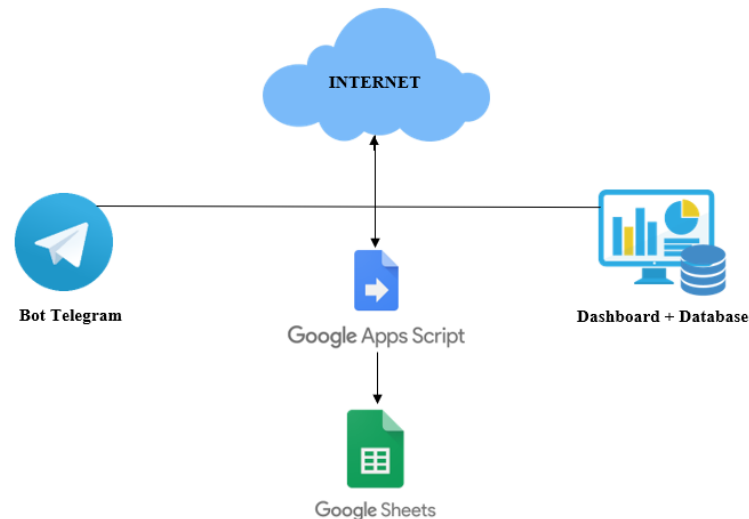 INTERNET
Bot Telegram
Dashboard + Database
Google Apps Script
Google Sheets